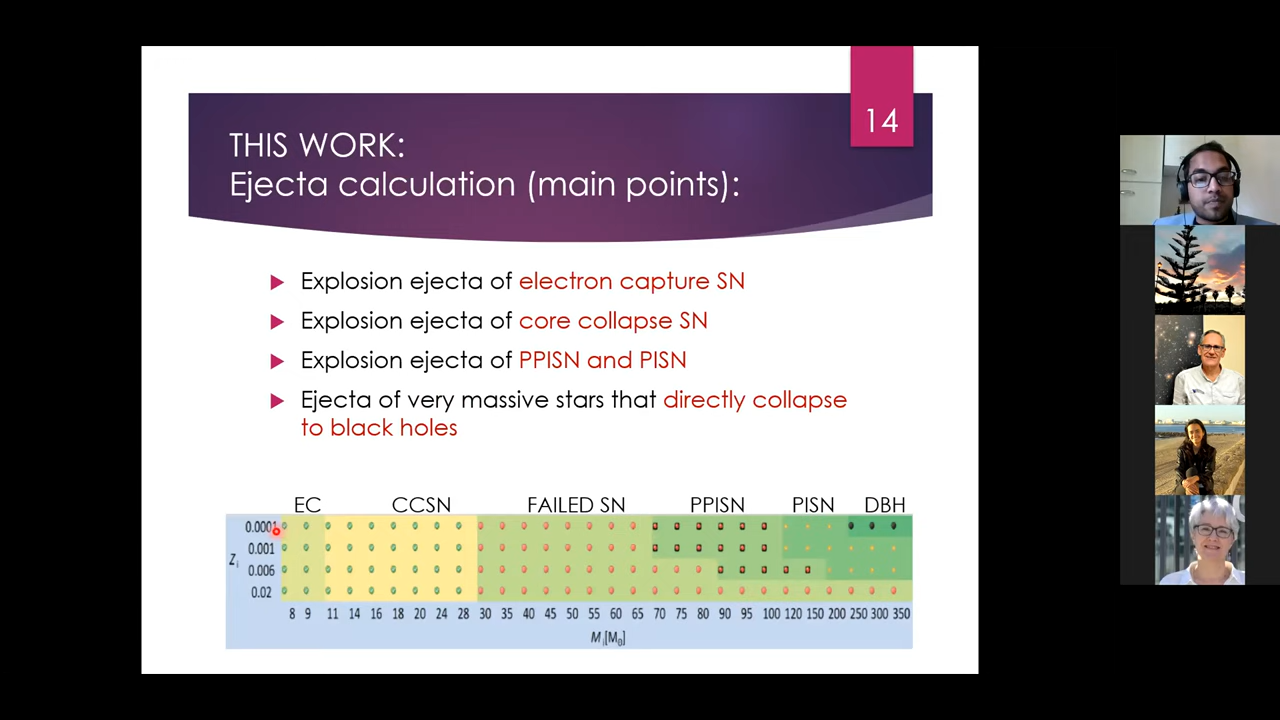 14
THIS WORK:
Ejecta calculation (main points):
Explosion ejecta of electron capture SN
Explosion ejecta of core collapse SN
Explosion ejecta of PPISN and PISN
Ejecta of very massive stars that directly collapse
to black holes
EC CCSN FAILED SN PPISN PISN DBH
0.0001
0.001
Zi
0.006
0.02
8 9 11 14 16 18 20 24 28 30 35 40 45 50 55 60 65 70 75 80 90 95 100 120 150 200 250 300 350
Mi[M⊙]